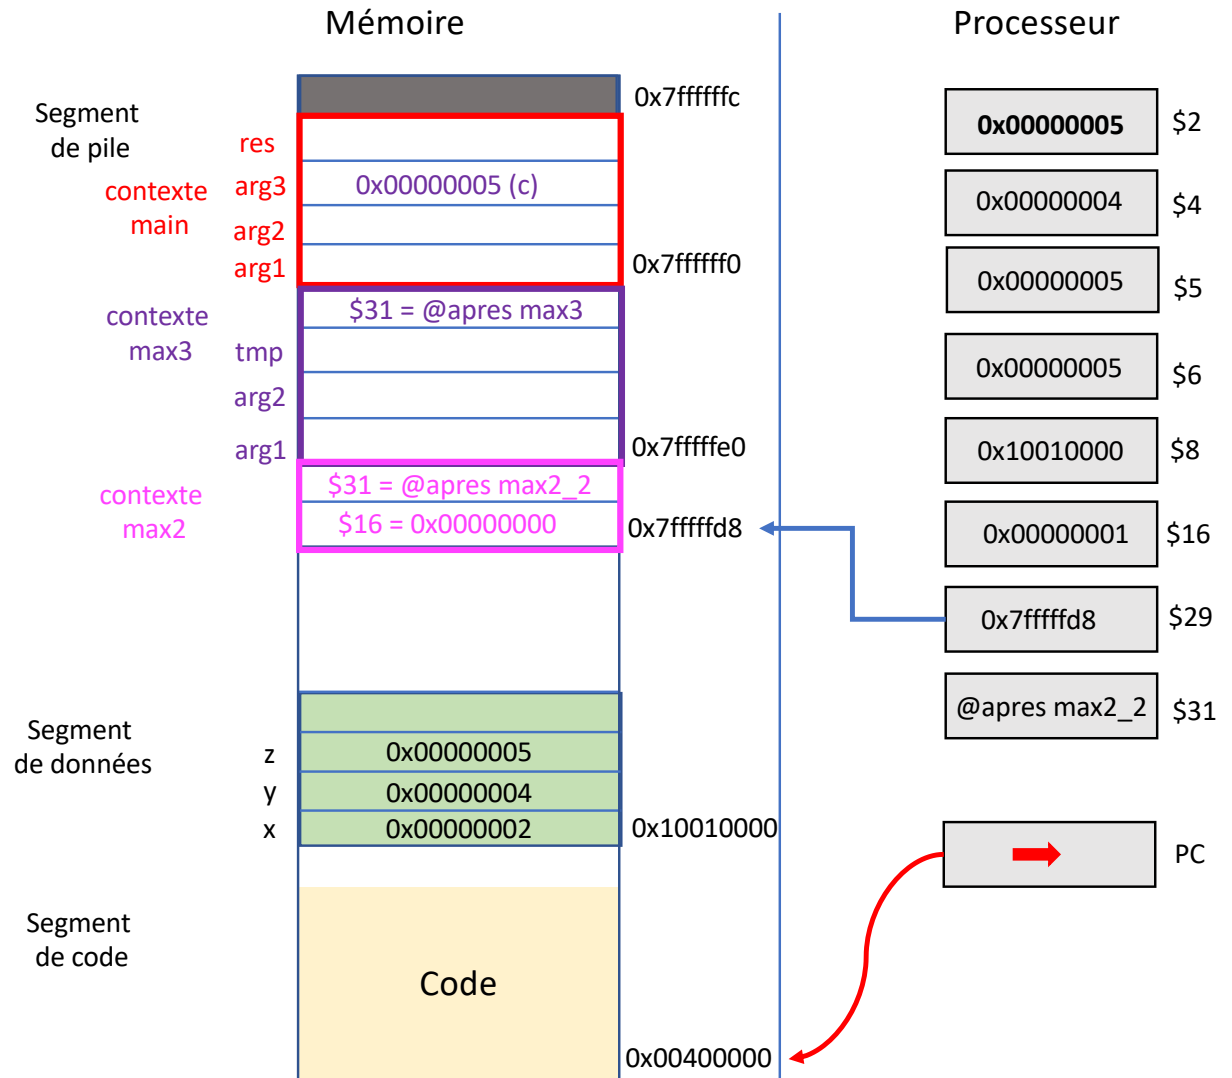 Mémoire
Processeur
0x7ffffffc
Segment
de pile
res
contexte
main
arg3
0x00000005 (c)
arg2
arg1
0x7ffffff0
contexte
max3
$31 = @apres max3
tmp
arg2
arg1
0x7fffffe0
contexte
max2
$31 = @apres max2_2
$16 = 0x00000000
0x7fffffd8
Segment
de données
z
0x00000005
y
0x00000004
x
0x00000002
0x10010000
Segment
de code
Code
0x00400000
0x00000005 $2
0x00000004 $4
0x00000005 $5
0x00000005 $6
0x10010000 $8
0x00000001 $16
0x7fffffd8 $29
@apres max2_2 $31
PC